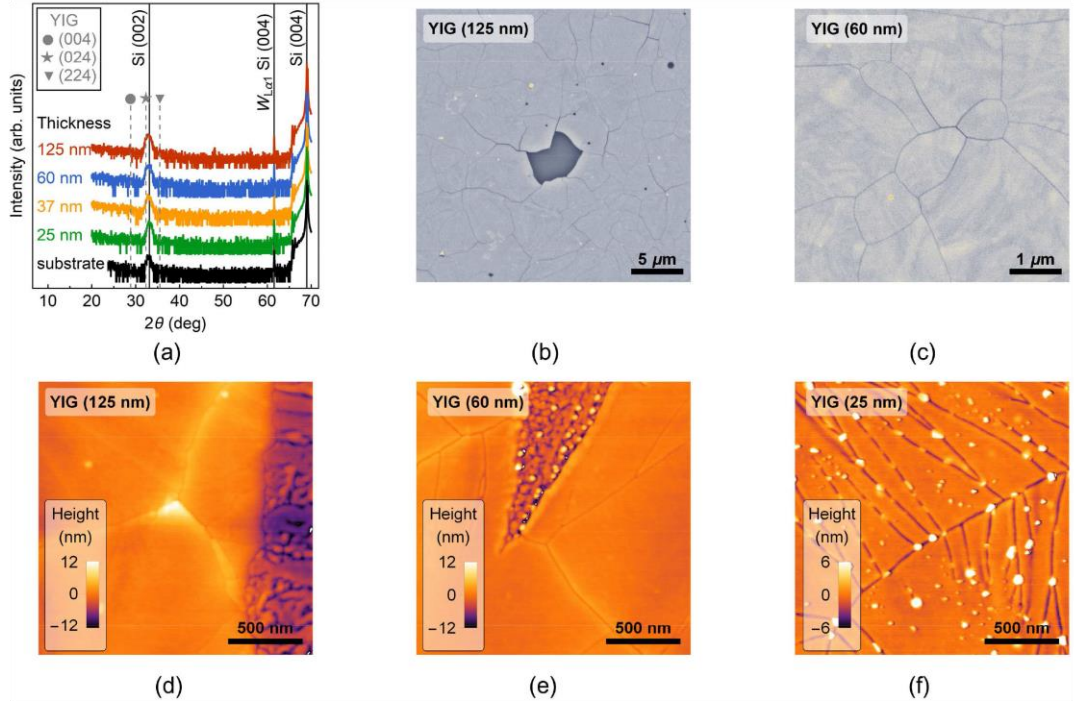 YIG
● (004)
★ (024)
▼ (224)
Si (002)
W_Lα1
Si (004)
Si (004)
Thickness
125 nm
60 nm
37 nm
25 nm
substrate
Intensity (arb. units)
10 20 30 40 50 60 70
2θ (deg)
(a)
YIG (125 nm)
5 µm
(b)
YIG (60 nm)
1 µm
(c)
YIG (125 nm)
Height
(nm)
12
0
−12
500 nm
(d)
YIG (60 nm)
Height
(nm)
12
0
−12
500 nm
(e)
YIG (25 nm)
Height
(nm)
6
0
−6
500 nm
(f)